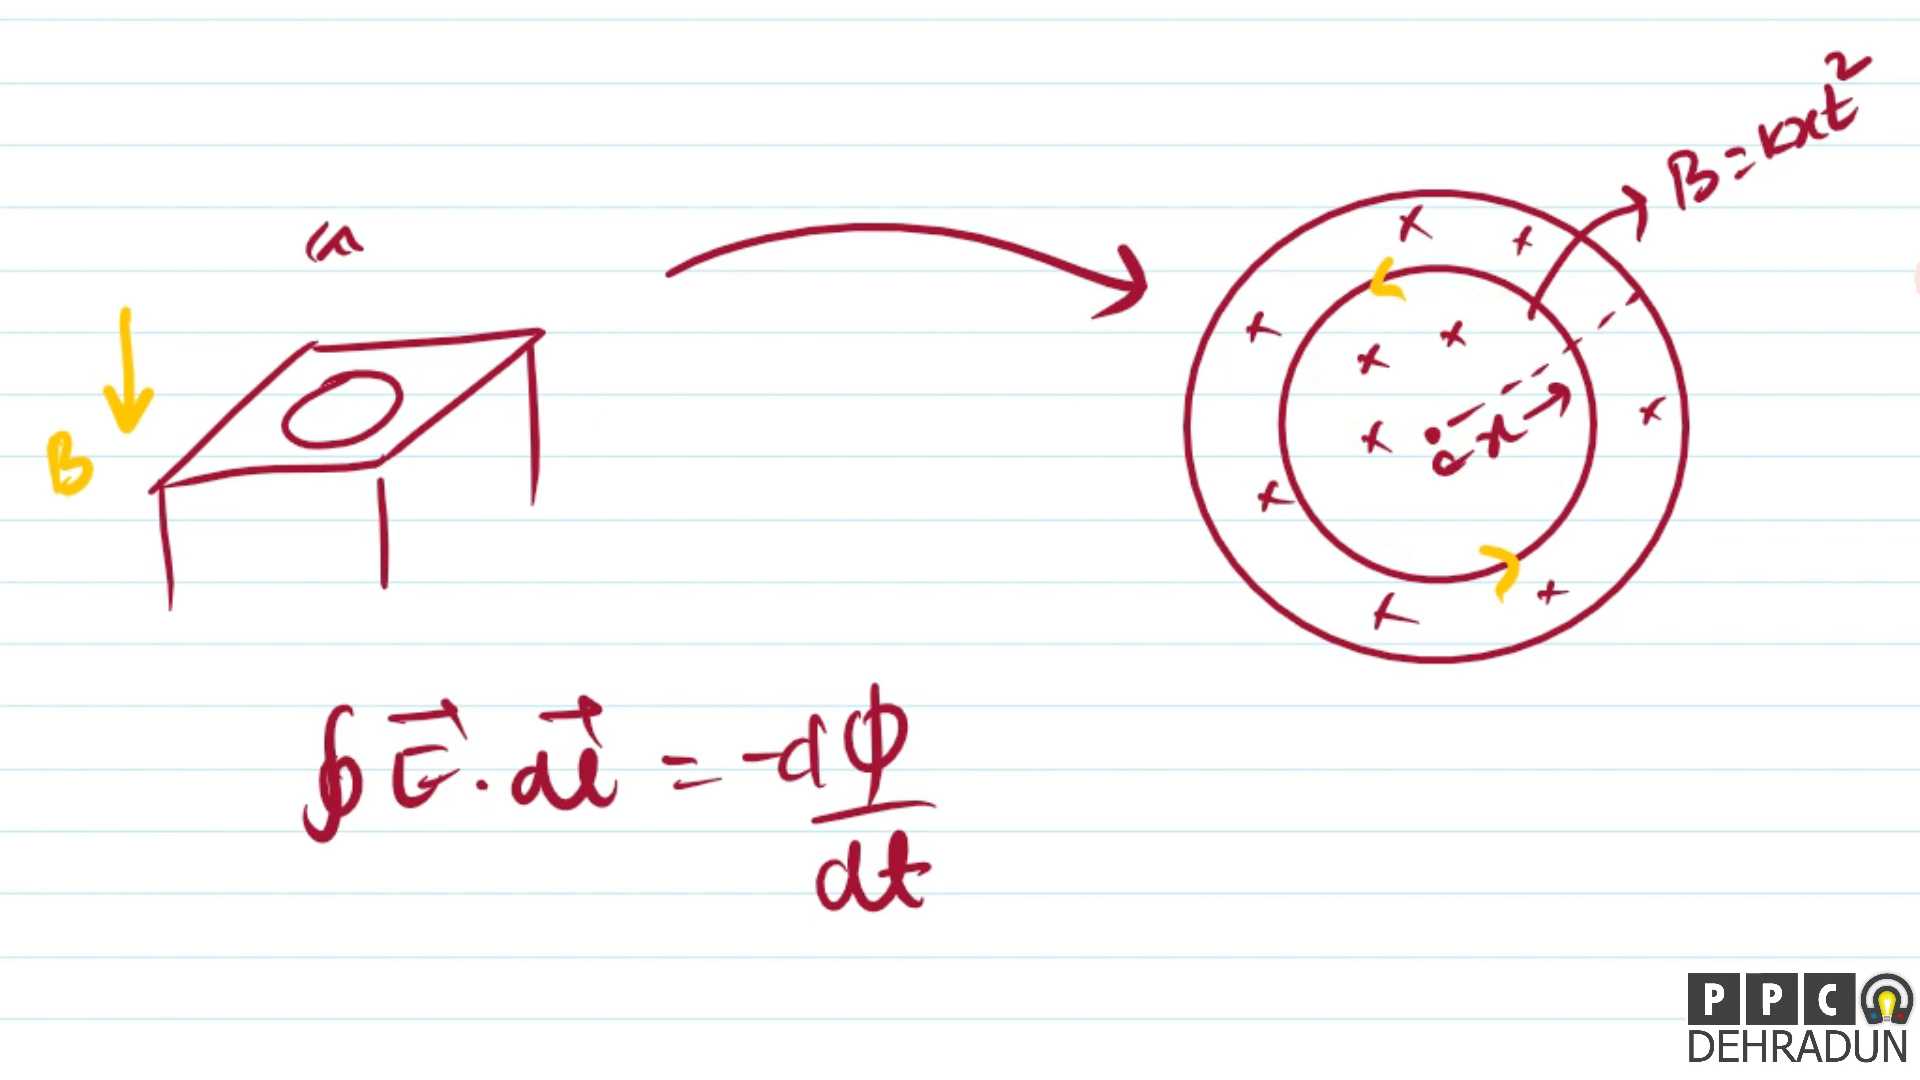 B = kxt²
B
x
∮ E⃗ . dl⃗ = -dϕ/dt
PPC
DEHRADUN